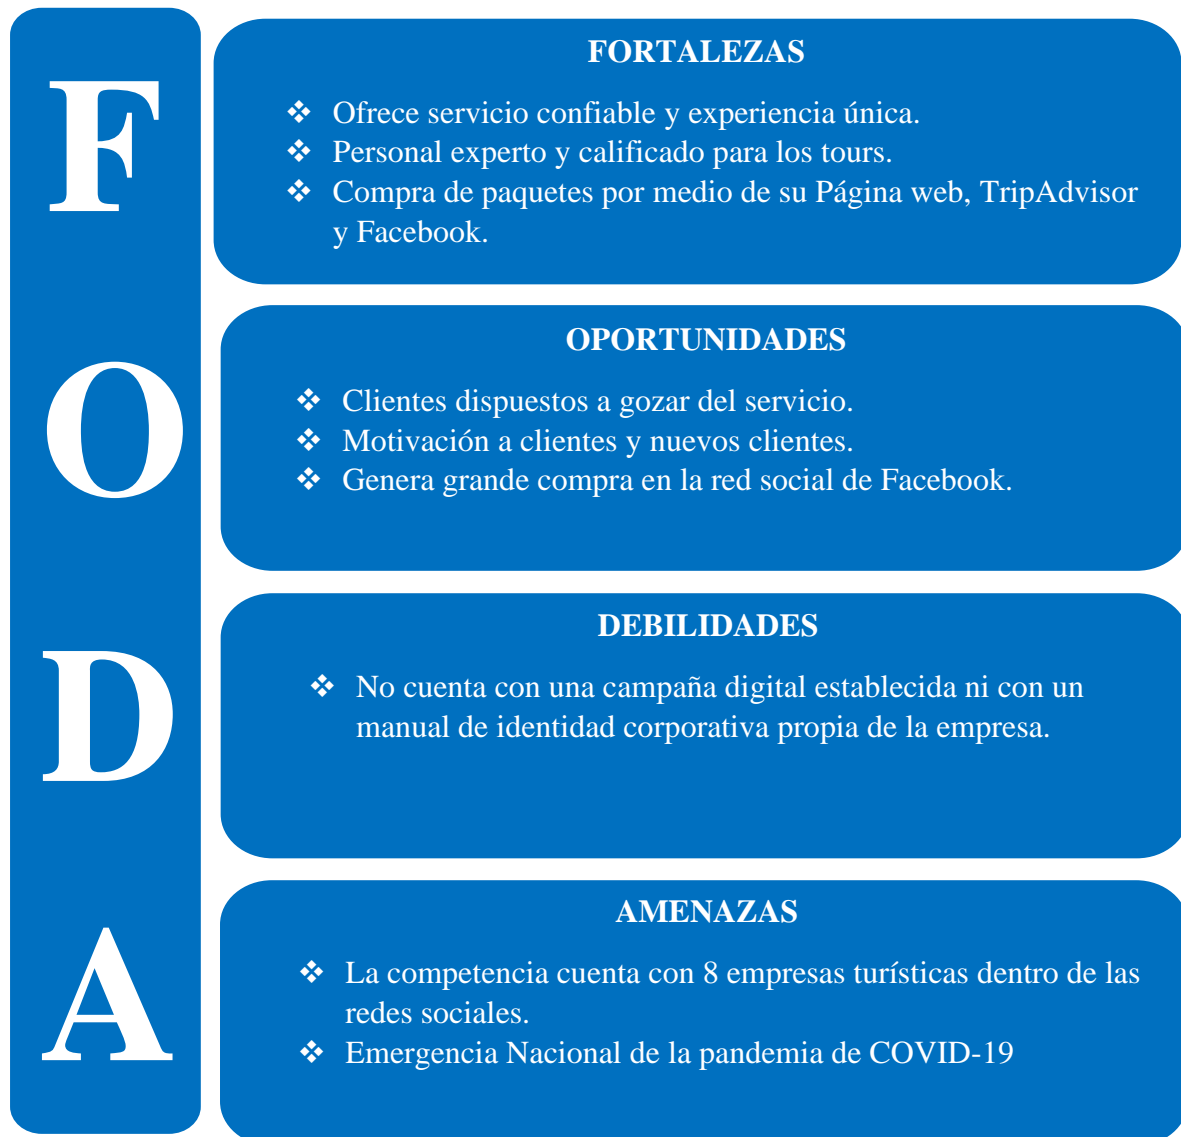 F
FORTALEZAS
❖ Ofrece servicio confiable y experiencia única.
❖ Personal experto y calificado para los tours.
❖ Compra de paquetes por medio de su Página web, TripAdvisor
y Facebook.
O
OPORTUNIDADES
❖ Clientes dispuestos a gozar del servicio.
❖ Motivación a clientes y nuevos clientes.
❖ Genera grande compra en la red social de Facebook.
D
DEBILIDADES
❖ No cuenta con una campaña digital establecida ni con un
manual de identidad corporativa propia de la empresa.
A
AMENAZAS
❖ La competencia cuenta con 8 empresas turísticas dentro de las
redes sociales.
❖ Emergencia Nacional de la pandemia de COVID-19